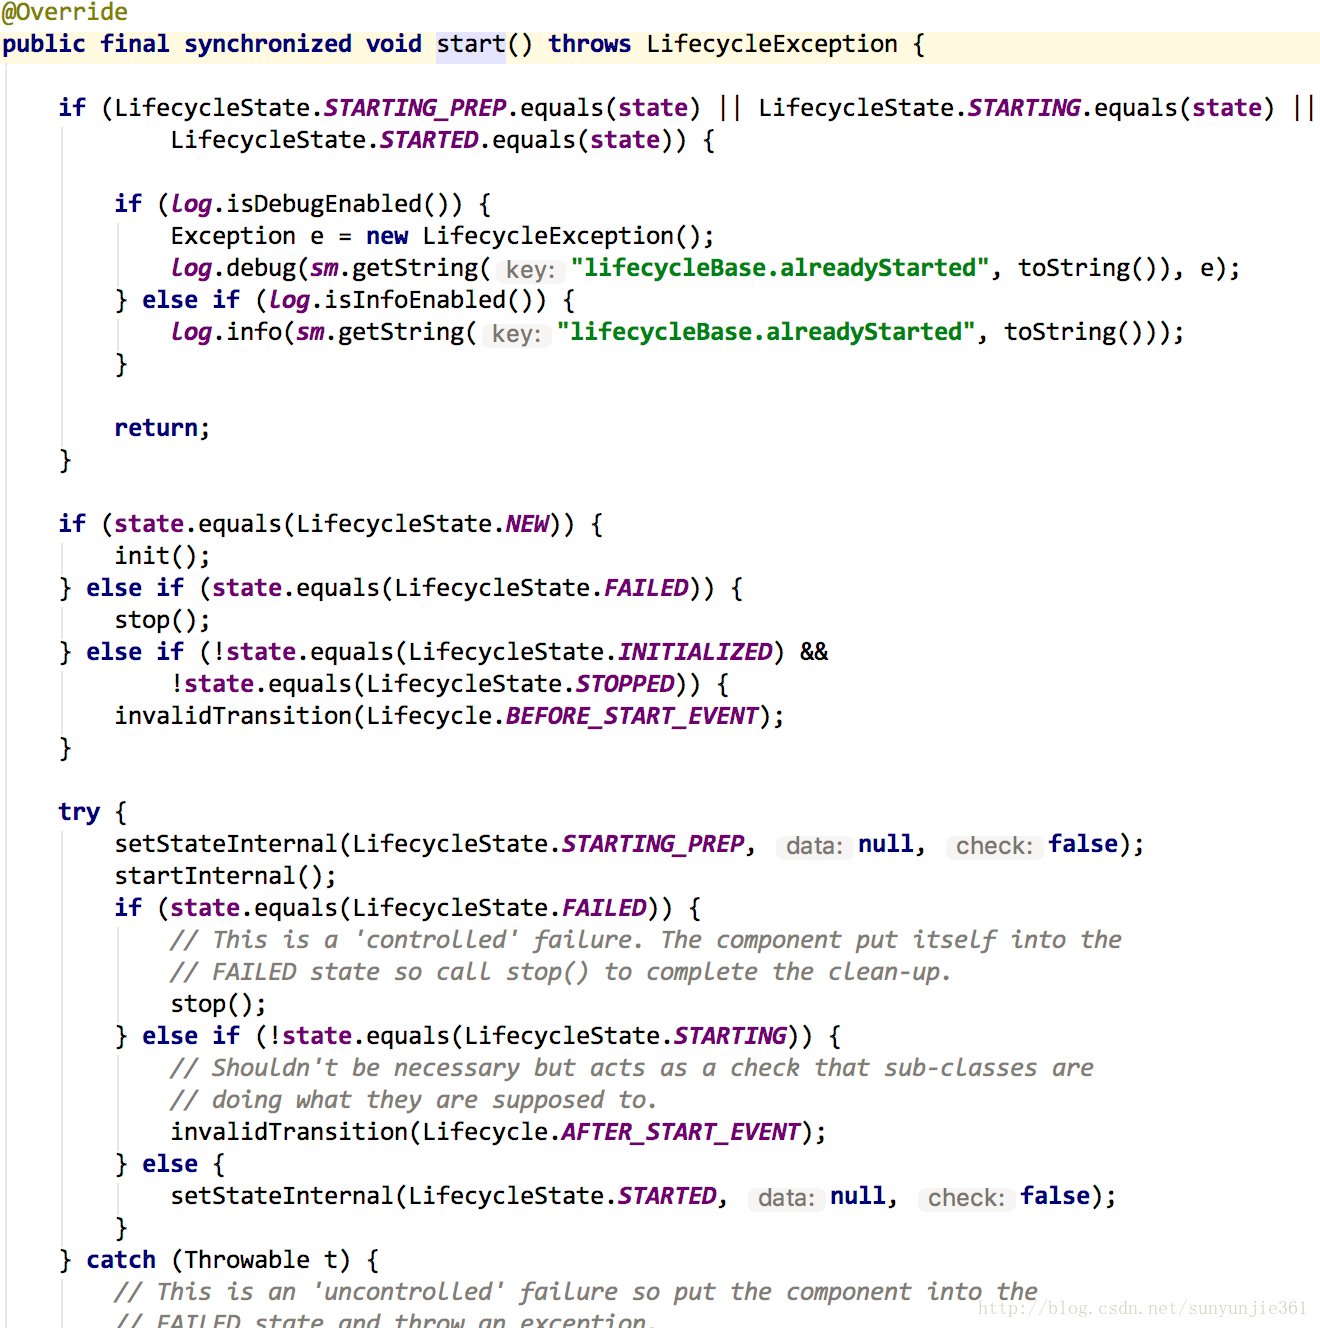 @Override
public final synchronized void start() throws LifecycleException {
if (LifecycleState.STARTING_PREP.equals(state) || LifecycleState.STARTING.equals(state) ||
LifecycleState.STARTED.equals(state)) {
if (log.isDebugEnabled()) {
Exception e = new LifecycleException();
log.debug(sm.getString( key: "lifecycleBase.alreadyStarted", toString()), e);
} else if (log.isInfoEnabled()) {
log.info(sm.getString( key: "lifecycleBase.alreadyStarted", toString()));
}
return;
}
if (state.equals(LifecycleState.NEW)) {
init();
} else if (state.equals(LifecycleState.FAILED)) {
stop();
} else if (!state.equals(LifecycleState.INITIALIZED) &&
!state.equals(LifecycleState.STOPPED)) {
invalidTransition(Lifecycle.BEFORE_START_EVENT);
}
try {
setStateInternal(LifecycleState.STARTING_PREP, data: null, check: false);
startInternal();
if (state.equals(LifecycleState.FAILED)) {
// This is a 'controlled' failure. The component put itself into the
// FAILED state so call stop() to complete the clean-up.
stop();
} else if (!state.equals(LifecycleState.STARTING)) {
// Shouldn't be necessary but acts as a check that sub-classes are
// doing what they are supposed to.
invalidTransition(Lifecycle.AFTER_START_EVENT);
} else {
setStateInternal(LifecycleState.STARTED, data: null, check: false);
}
} catch (Throwable t) {
// This is an 'uncontrolled' failure so put the component into the
http://blog.csdn.net/sunyunjie361
// FAILED state and throw an exception.